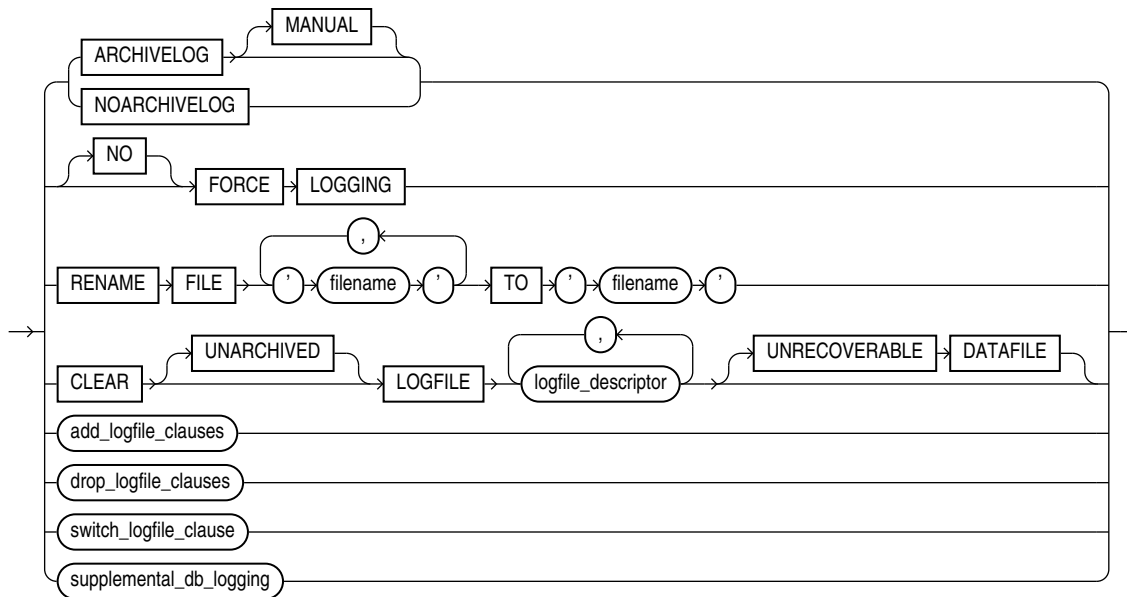 MANUAL
ARCHIVELOG
NOARCHIVELOG
NO
FORCE LOGGING
,
RENAME FILE ' filename ' TO ' filename '
,
UNARCHIVED UNRECOVERABLE DATAFILE
CLEAR LOGFILE logfile_descriptor
add_logfile_clauses
drop_logfile_clauses
switch_logfile_clause
supplemental_db_logging